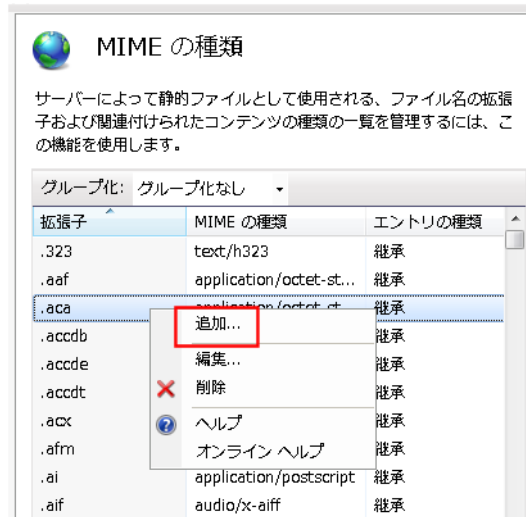 MIME の種類
サーバーによって静的ファイルとして使用される、ファイル名の拡張
子および関連付けられたコンテンツの種類の一覧を管理するには、こ
の機能を使用します。
グループ化: グループ化なし
拡張子 MIME の種類 エントリの種類
.323 text/h323 継承
.aaf application/octet-st... 継承
.aca 継承
追加...
.accdb 継承
.accde 編集... 継承
.accdt 削除 継承
.acx ヘルプ 継承
.afm オンライン ヘルプ 継承
.ai application/postscript 継承
.aif audio/x-aiff 継承